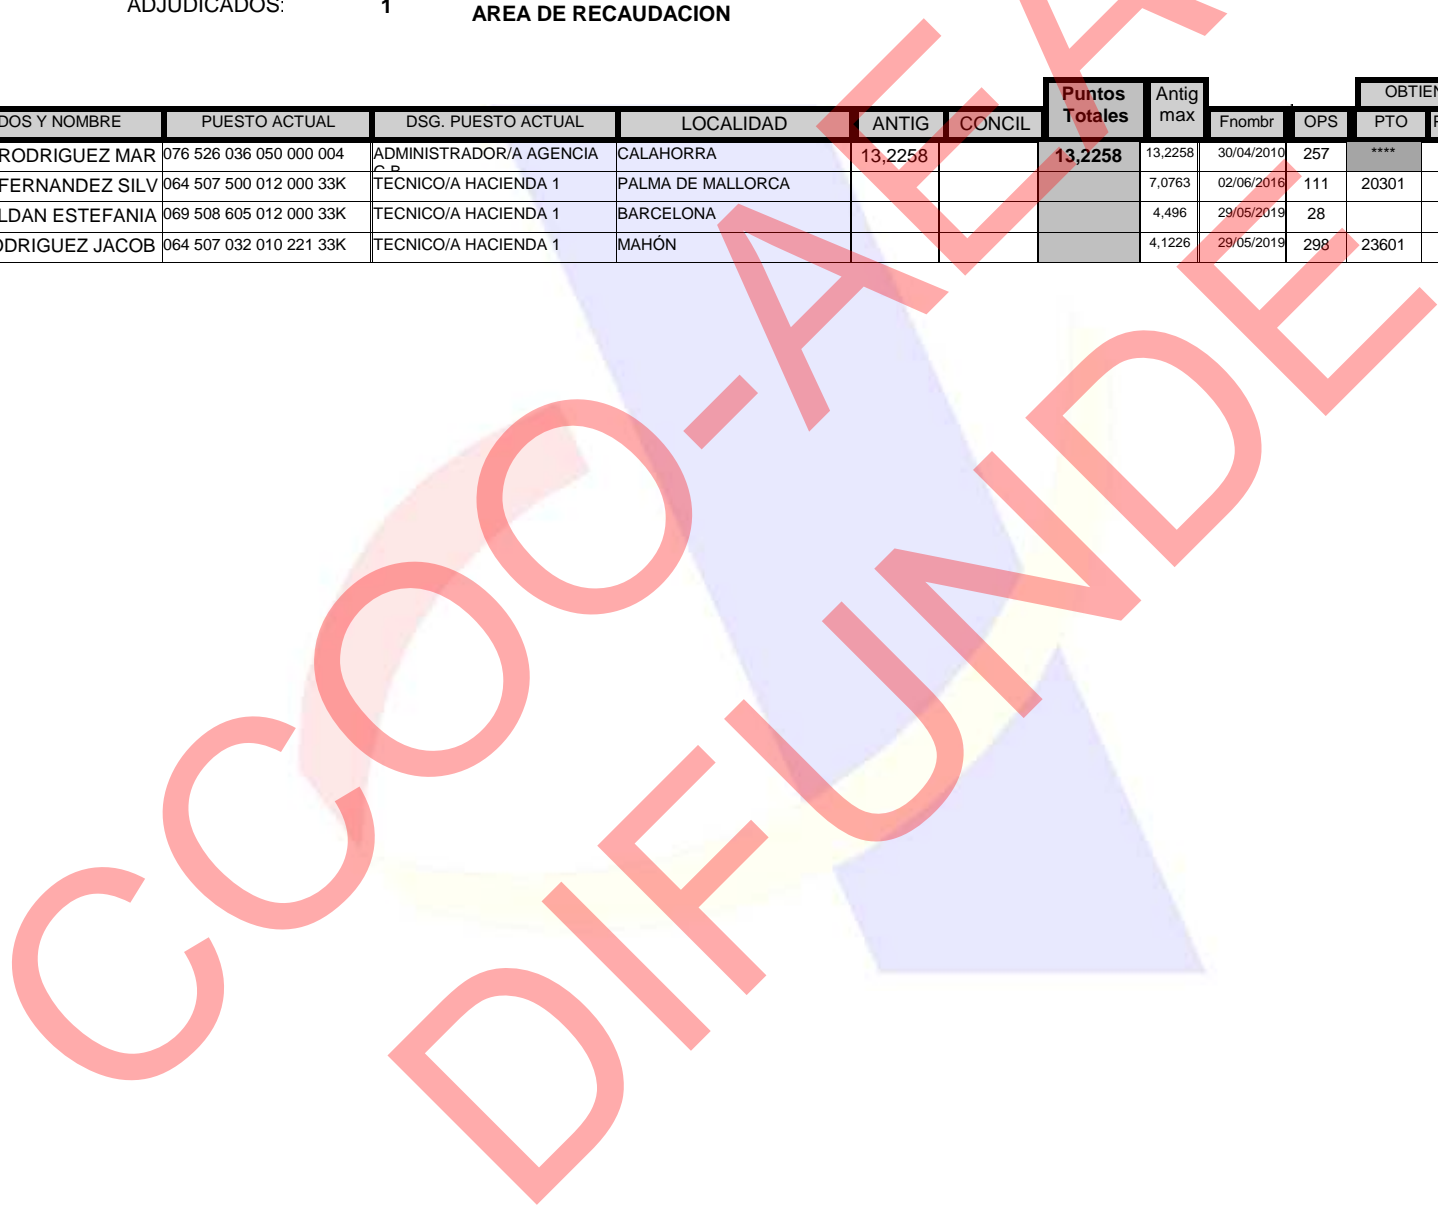 ADJUDICADOS: 1 AREA DE RECAUDACION
Puntos Totales Antig max OBTIEN
DOS Y NOMBRE PUESTO ACTUAL DSG. PUESTO ACTUAL LOCALIDAD ANTIG CONCIL Fnombr OPS PTO
RODRIGUEZ MAR 076 526 036 050 000 004 ADMINISTRADOR/A AGENCIA CALAHORRA 13,2258 13,2258 13,2258 30/04/2010 257 ****
FERNANDEZ SILV 064 507 500 012 000 33K TECNICO/A HACIENDA 1 PALMA DE MALLORCA 7,0763 02/06/2016 111 20301
LDAN ESTEFANIA 069 508 605 012 000 33K TECNICO/A HACIENDA 1 BARCELONA 4,496 29/05/2019 28
ODRIGUEZ JACOB 064 507 032 010 221 33K TECNICO/A HACIENDA 1 MAHÓN 4,1226 29/05/2019 298 23601
CCOO-AEA
DIFUNDE